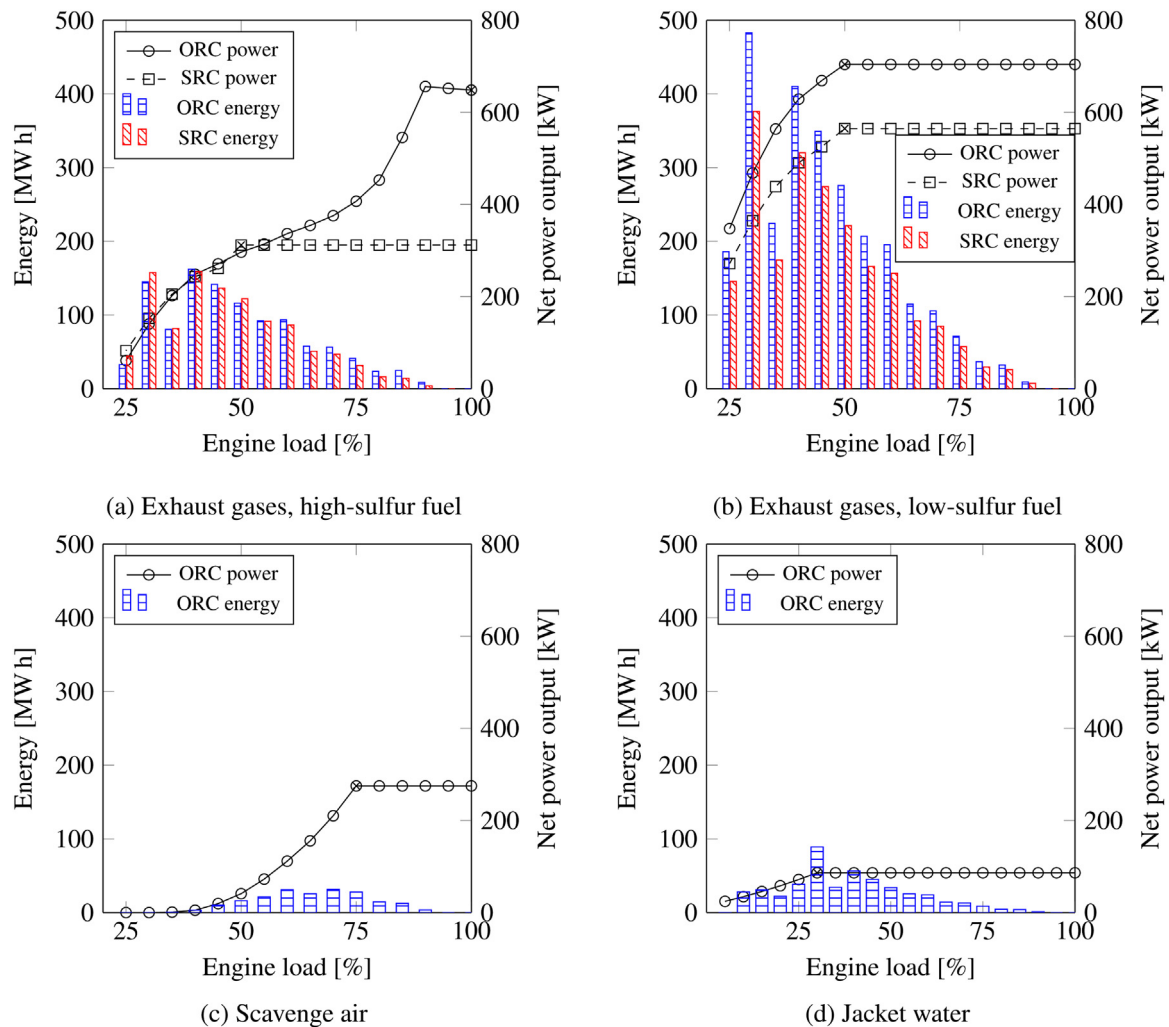 500
400
300
200
100
0
Energy [MW h]
ORC power
SRC power
ORC energy
SRC energy
800
600
400
200
0
Net power output [kW]
25 50 75 100
Engine load [%]
(a) Exhaust gases, high-sulfur fuel
500
400
300
200
100
0
Energy [MW h]
ORC power
SRC power
ORC energy
SRC energy
800
600
400
200
0
Net power output [kW]
25 50 75 100
Engine load [%]
(b) Exhaust gases, low-sulfur fuel
500
400
300
200
100
0
Energy [MW h]
ORC power
ORC energy
800
600
400
200
0
Net power output [kW]
25 50 75 100
Engine load [%]
(c) Scavenge air
500
400
300
200
100
0
Energy [MW h]
ORC power
ORC energy
800
600
400
200
0
Net power output [kW]
25 50 75 100
Engine load [%]
(d) Jacket water